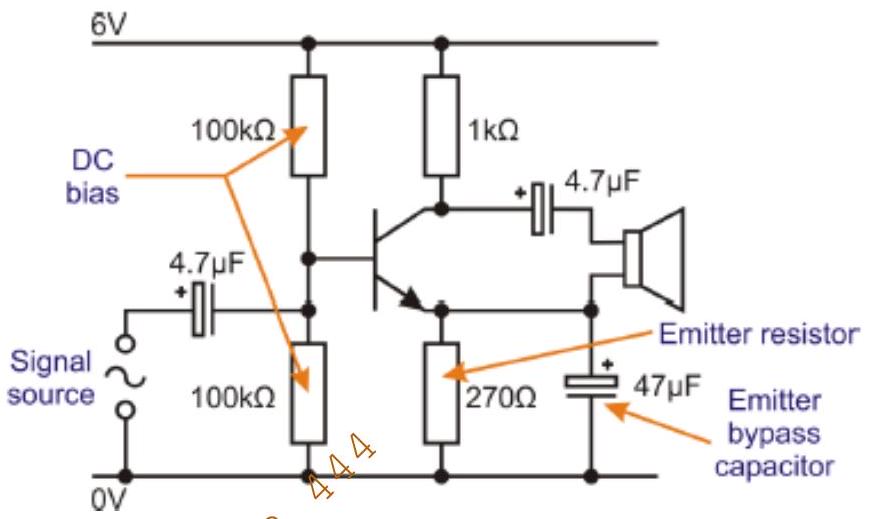 6V
100kΩ
1kΩ
DC
bias
4.7µF
4.7µF
Signal
source
100kΩ
270Ω
Emitter resistor
47µF
Emitter
bypass
capacitor
0V
444